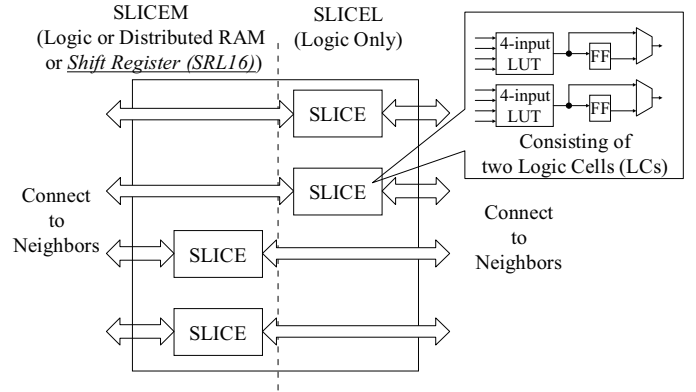 SLICEM
(Logic or Distributed RAM
or Shift Register (SRL16))
SLICEL
(Logic Only)
4-input
LUT
FF
4-input
LUT
FF
Consisting of
two Logic Cells (LCs)
SLICE
SLICE
Connect
to
Neighbors
SLICE
SLICE
Connect
to
Neighbors